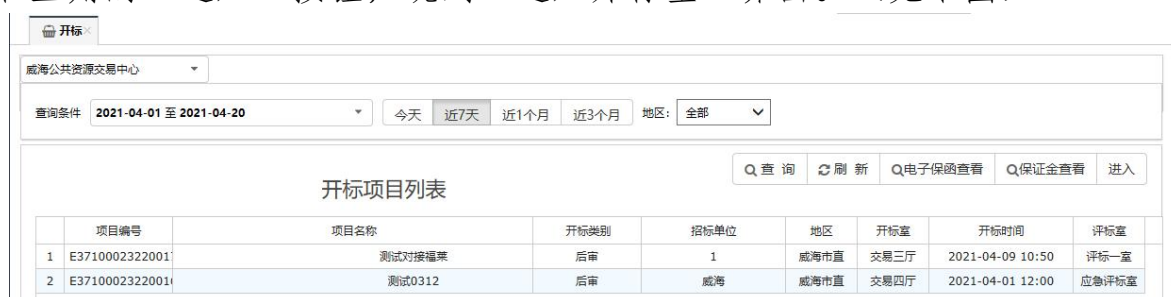 开标
威海公共资源交易中心
查询条件 2021-04-01 至 2021-04-20 今天 近7天 近1个月 近3个月 地区: 全部
查 询 刷 新 电子保函查看 保证金查看 进入
开标项目列表
项目编号 项目名称 开标类别 招标单位 地区 开标室 开标时间 评标室
1 E3710002322001 测试对接福莱 后审 1 威海市直 交易三厅 2021-04-09 10:50 评标一室
2 E3710002322001 测试0312 后审 威海 威海市直 交易四厅 2021-04-01 12:00 应急评标室